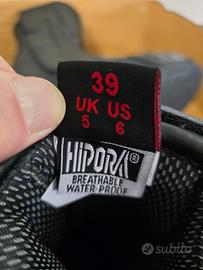 39
UK US
5 6
HIPORA®
BREATHABLE
WATER-PROOF
subito